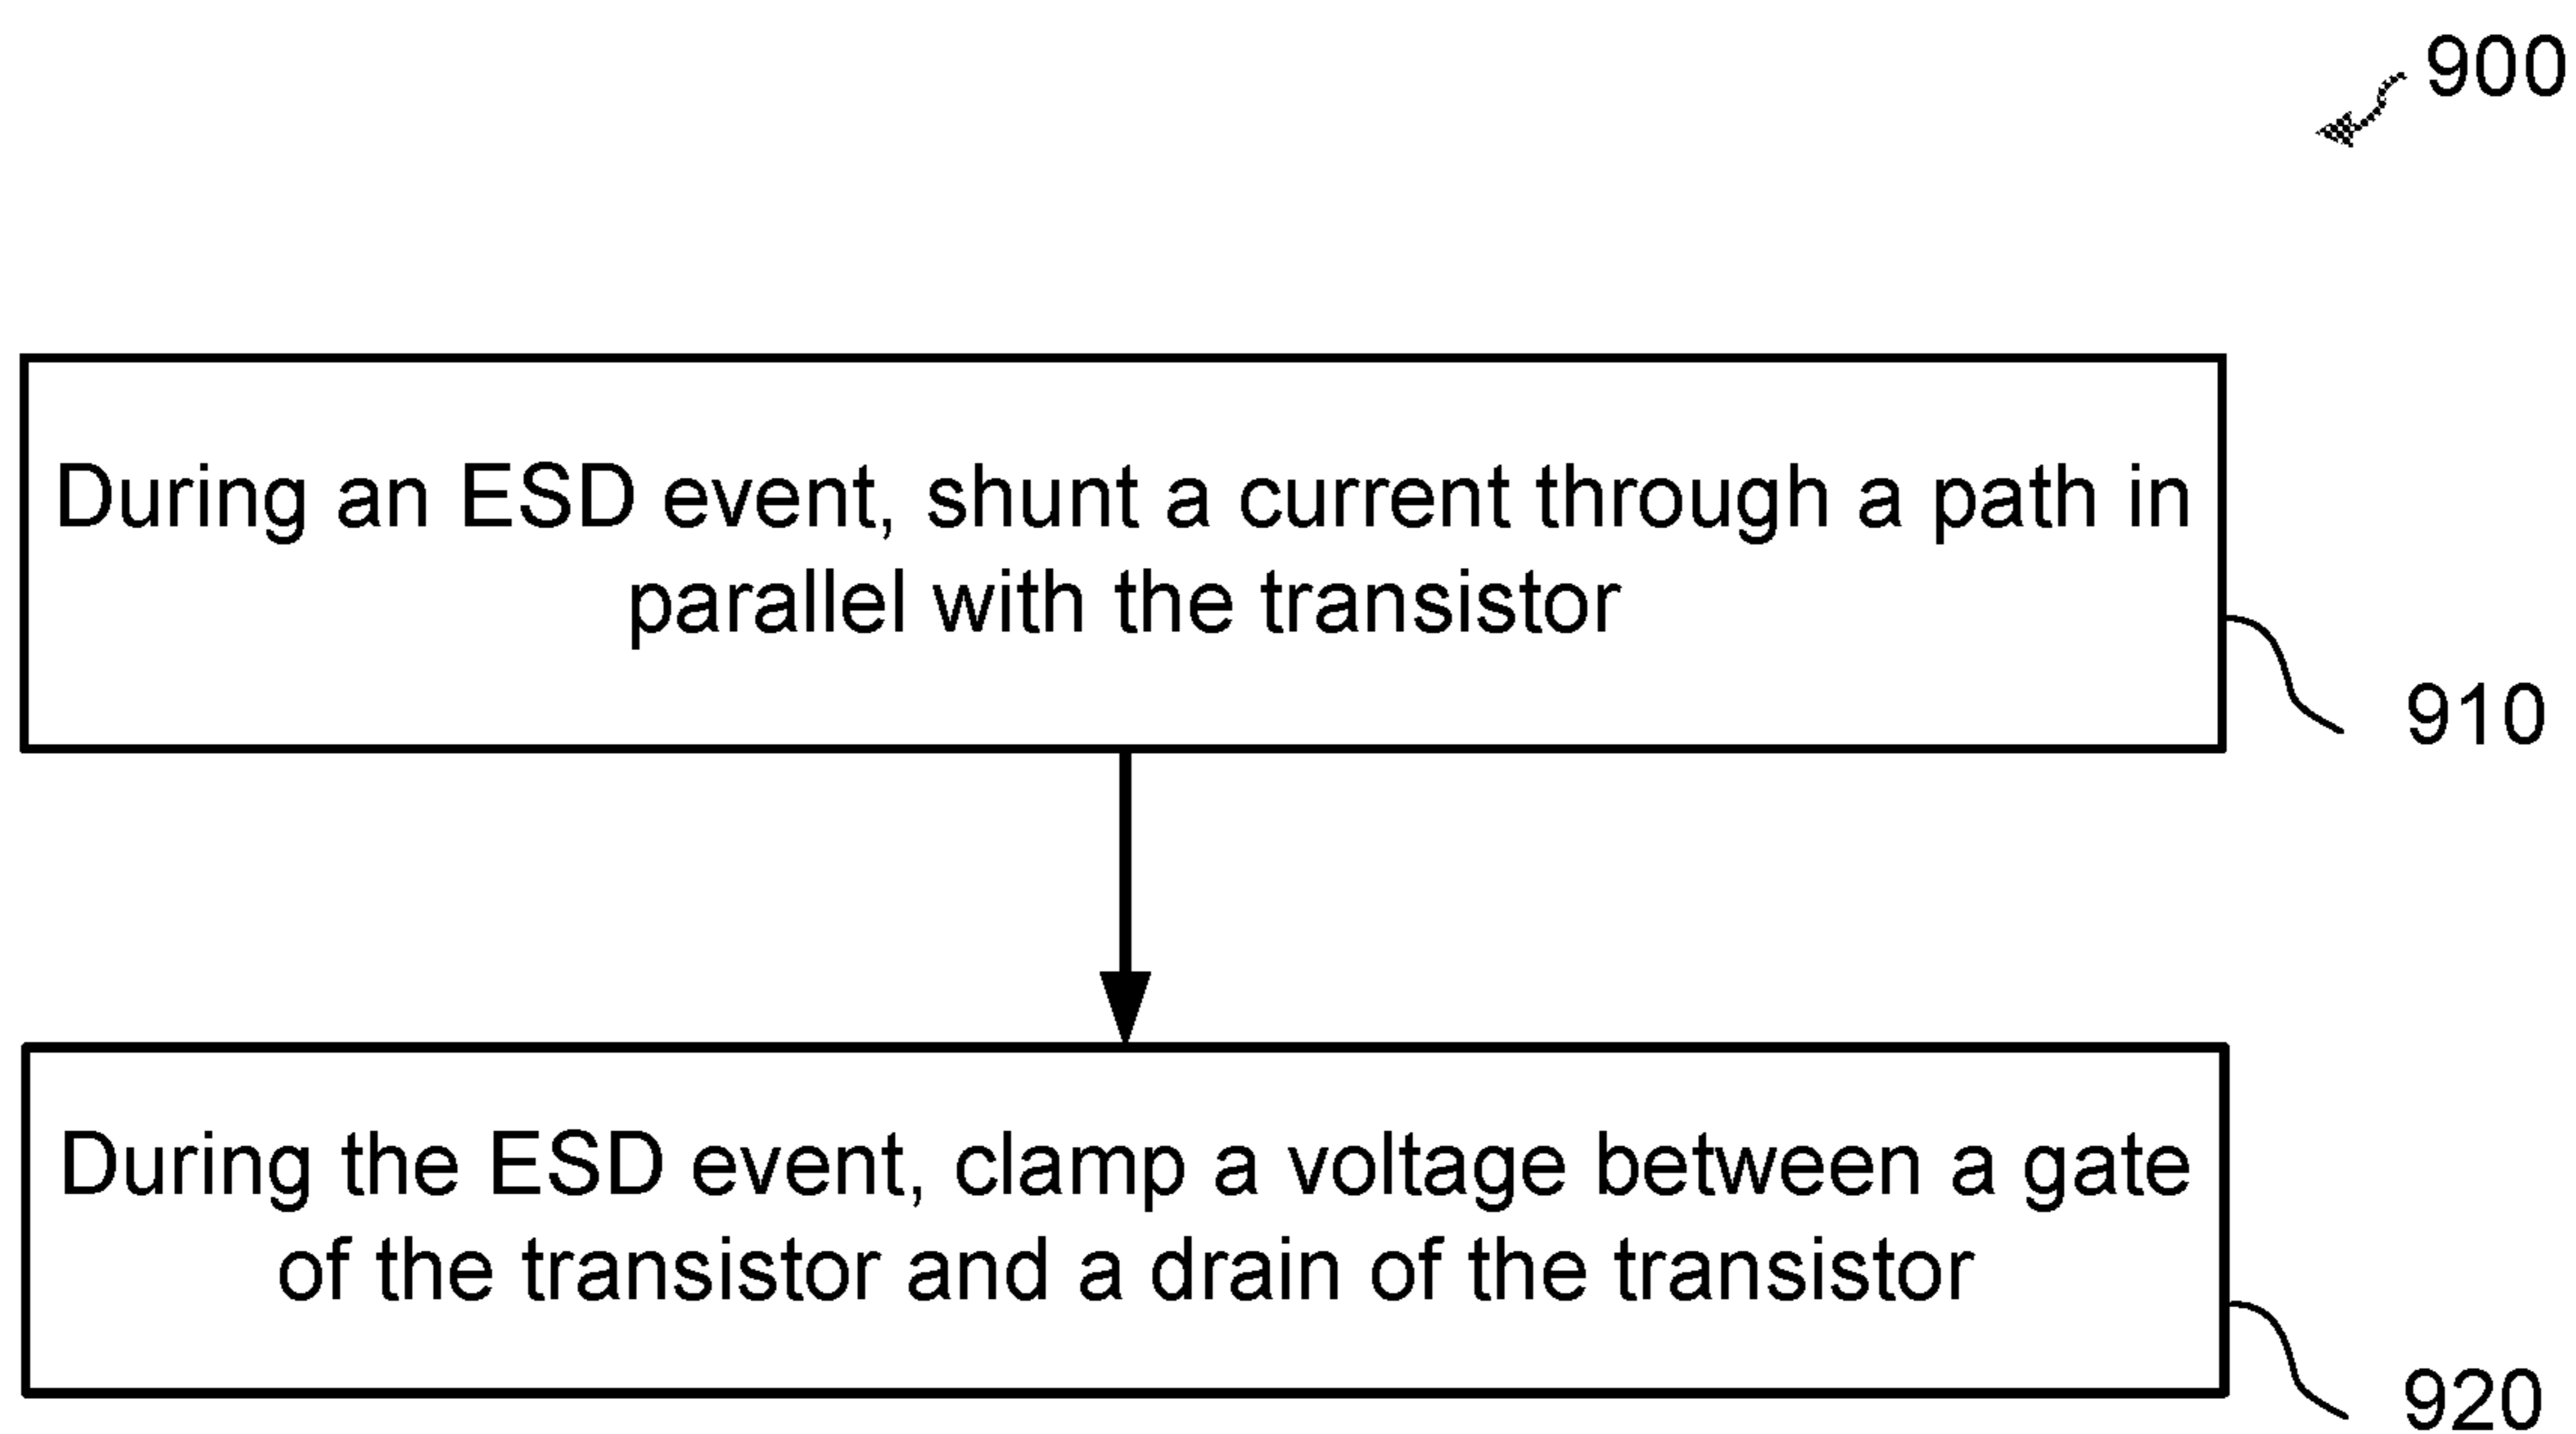 900
During an ESD event, shunt a current through a path in
parallel with the transistor
910
During the ESD event, clamp a voltage between a gate
of the transistor and a drain of the transistor
920